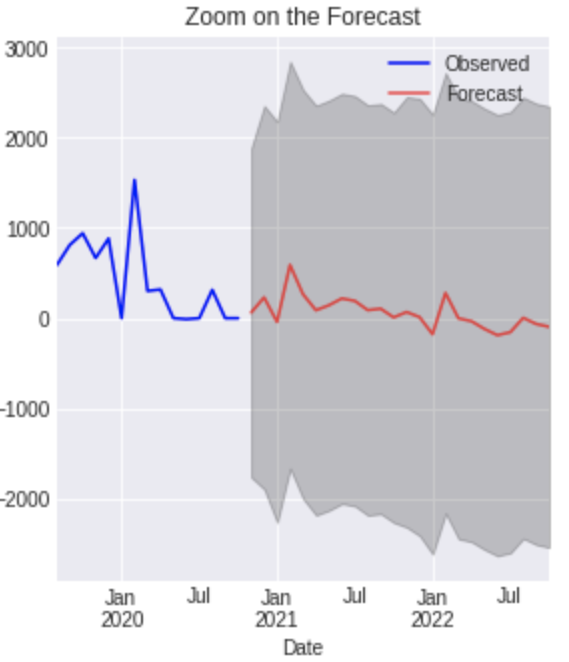 Zoom on the Forecast
3000
Observed
Forecast
2000
1000
0
-1000
-2000
Jan
2020
Jul
Jan
2021
Jul
Jan
2022
Jul
Date